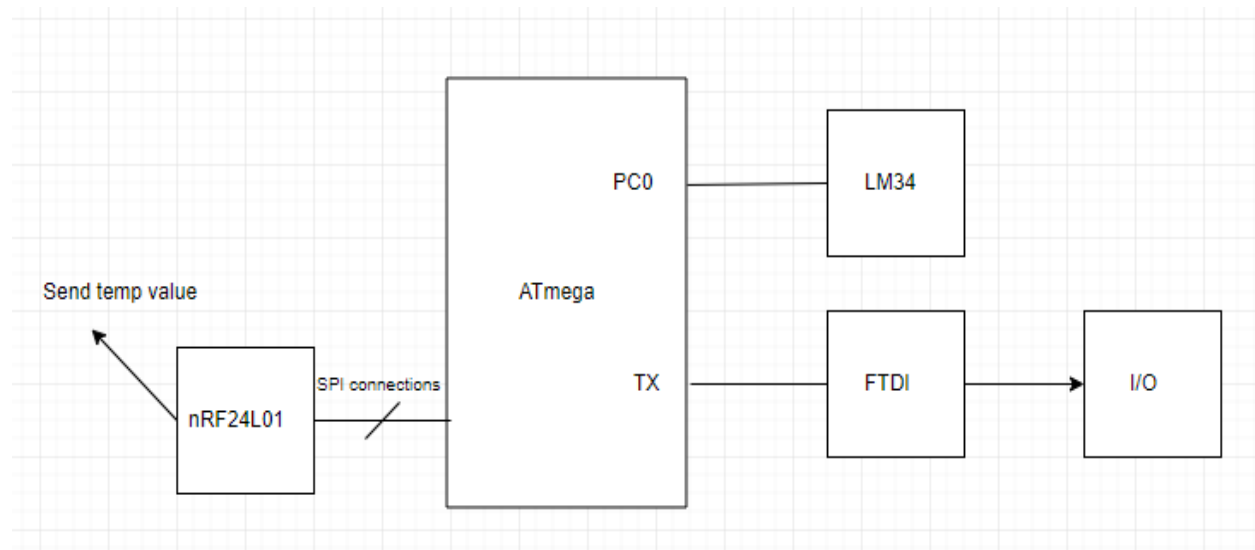 PC0
LM34
Send temp value
ATmega
SPI connections
TX
FTDI
I/O
nRF24L01